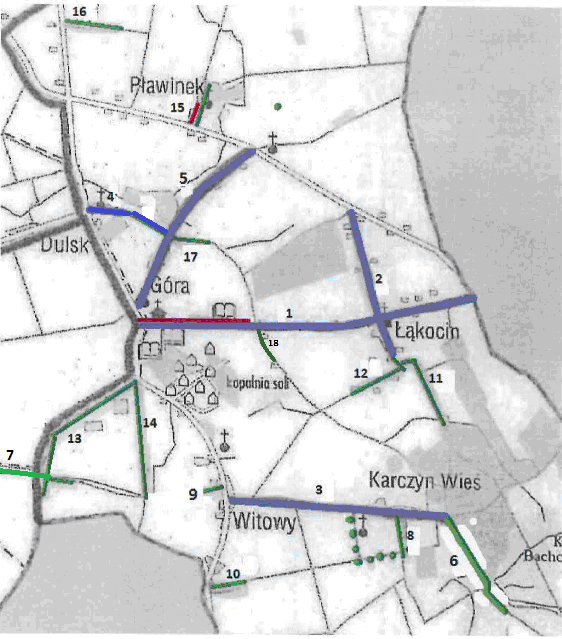 16
Pławinek
15
5
4
Dulsk
17
2
Góra
1
Łąkocin
18
kopalnia soli
12
11
13
14
7
Karczyn Wieś
3
9
Witowy
8
6
K
Bacho
10